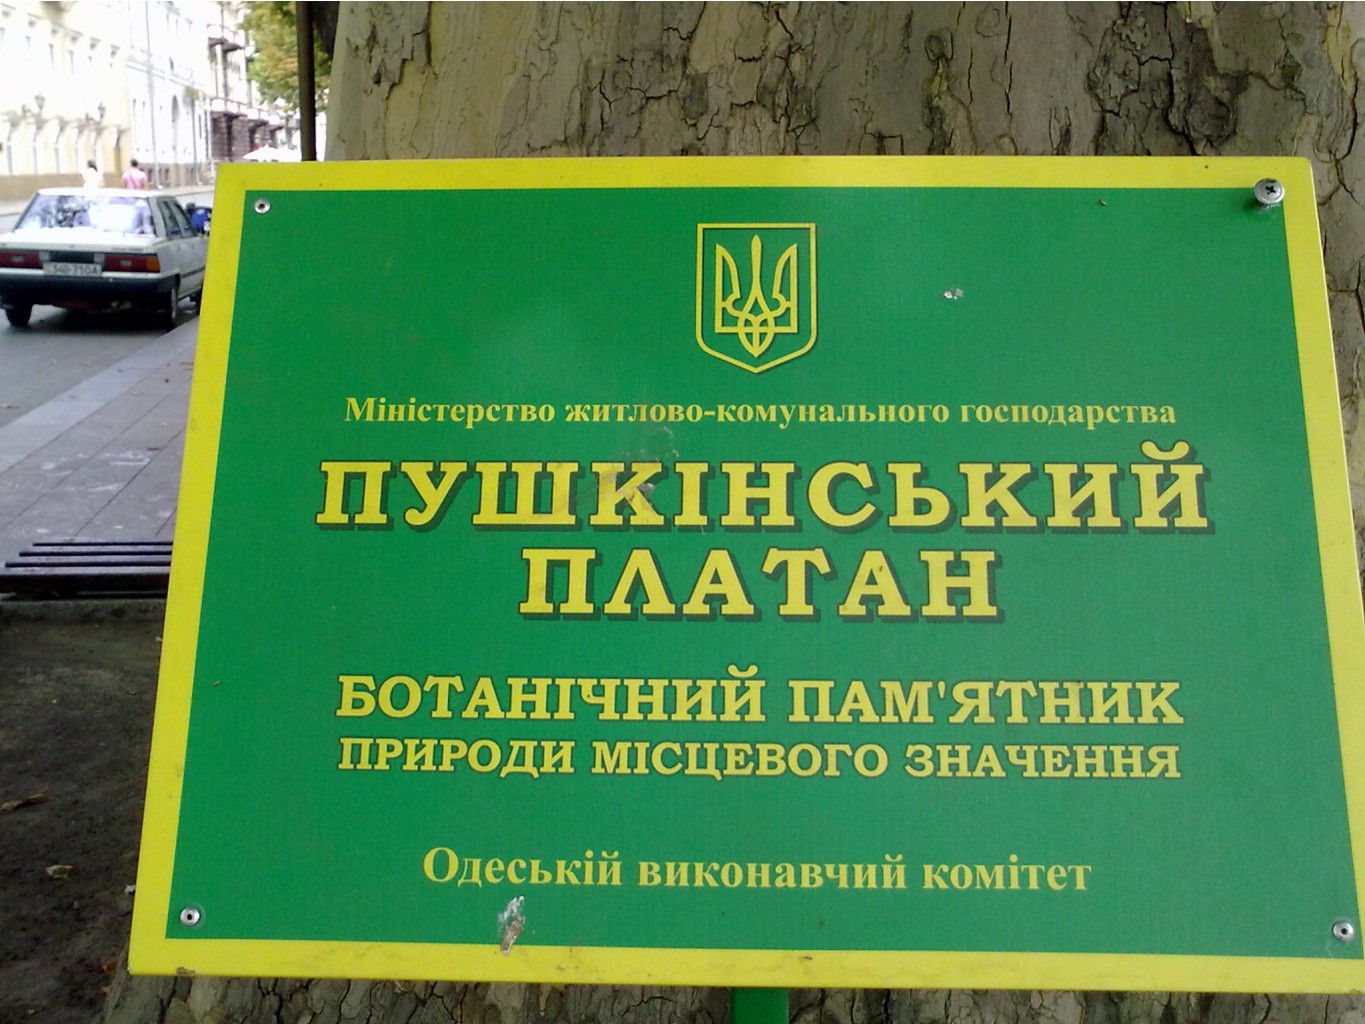 Міністерство житлово-комунального господарства
ПУШКІНСЬКИЙ
ПЛАТАН
БОТАНІЧНИЙ ПАМ'ЯТНИК
ПРИРОДИ МІСЦЕВОГО ЗНАЧЕННЯ
Одеській виконавчий комітет